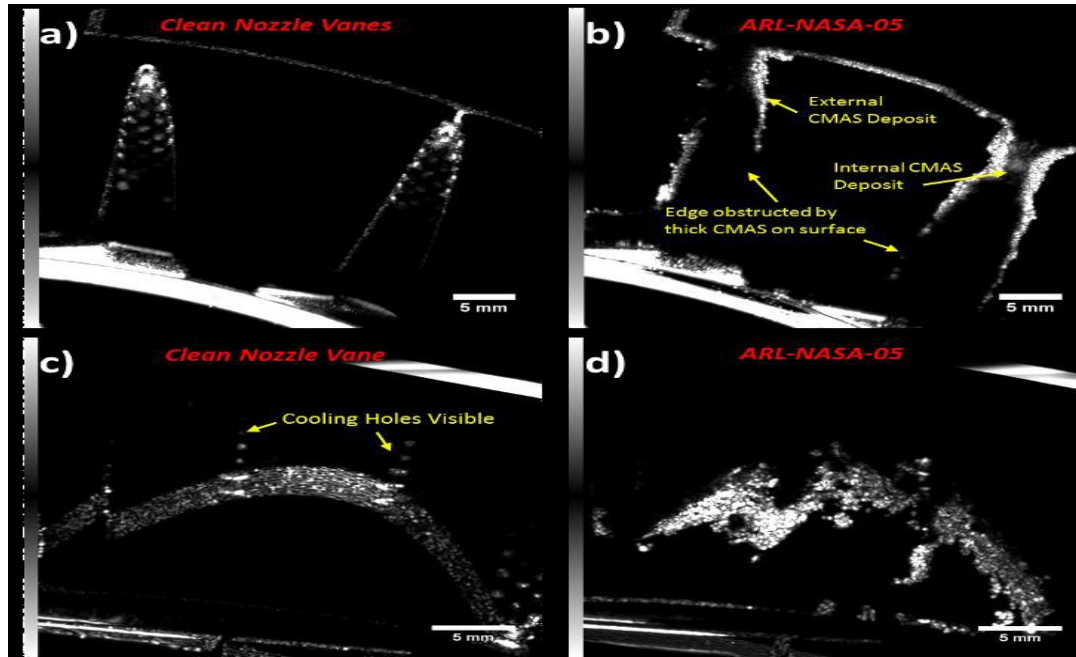 a)
Clean Nozzle Vanes
5 mm
b)
ARL-NASA-05
External
CMAS Deposit
Internal CMAS
Deposit
Edge obstructed by
thick CMAS on surface
5 mm
c)
Clean Nozzle Vane
Cooling Holes Visible
5 mm
d)
ARL-NASA-05
5 mm